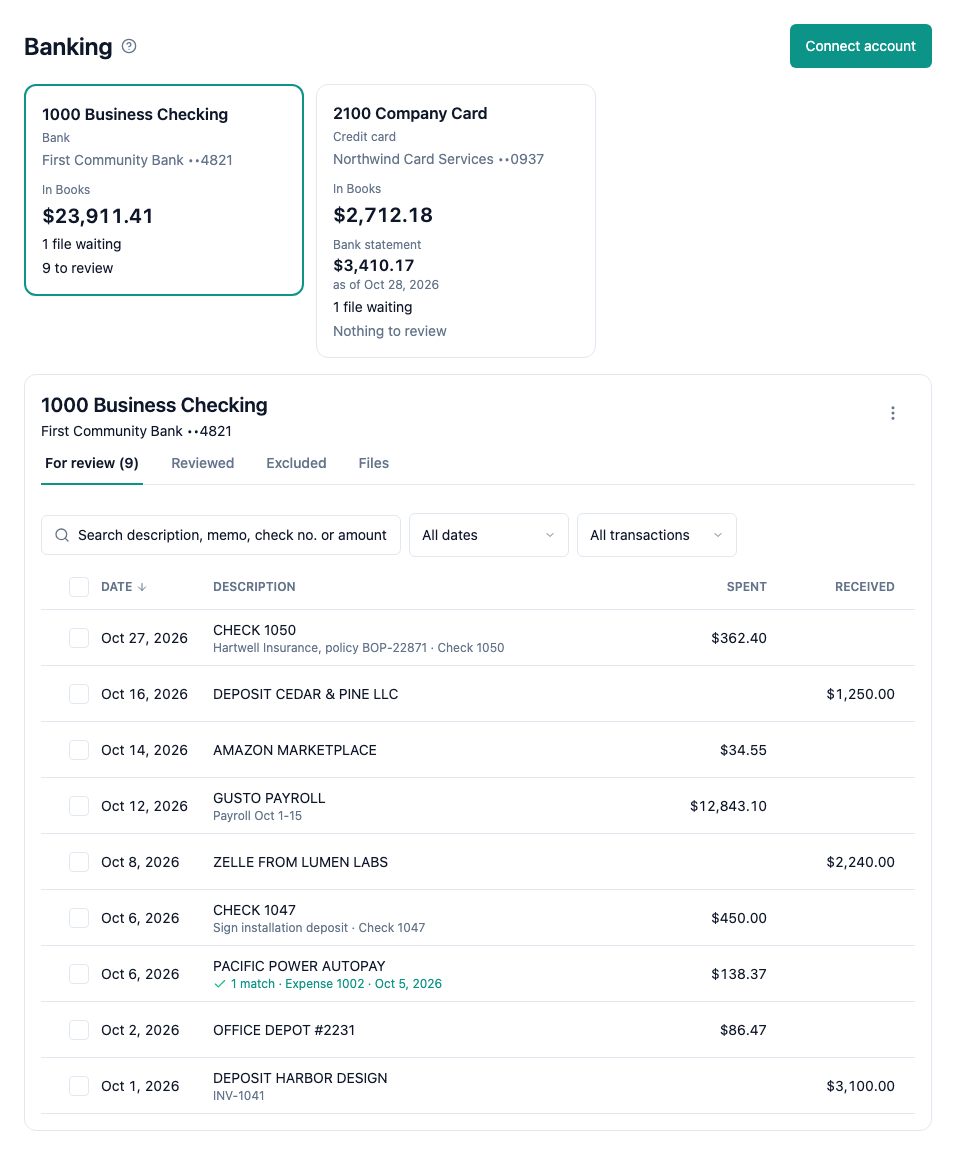 Banking
Connect account
1000 Business Checking
Bank
First Community Bank ••4821
In Books
$23,911.41
1 file waiting
9 to review
2100 Company Card
Credit card
Northwind Card Services ••0937
In Books
$2,712.18
Bank statement
$3,410.17
as of Oct 28, 2026
1 file waiting
Nothing to review
1000 Business Checking
First Community Bank ••4821
For review (9) Reviewed Excluded Files
Search description, memo, check no. or amount All dates All transactions
DATE DESCRIPTION SPENT RECEIVED
Oct 27, 2026 CHECK 1050 $362.40
Hartwell Insurance, policy BOP-22871 · Check 1050
Oct 16, 2026 DEPOSIT CEDAR & PINE LLC $1,250.00
Oct 14, 2026 AMAZON MARKETPLACE $34.55
Oct 12, 2026 GUSTO PAYROLL $12,843.10
Payroll Oct 1-15
Oct 8, 2026 ZELLE FROM LUMEN LABS $2,240.00
Oct 6, 2026 CHECK 1047 $450.00
Sign installation deposit · Check 1047
Oct 6, 2026 PACIFIC POWER AUTOPAY $138.37
1 match · Expense 1002 · Oct 5, 2026
Oct 2, 2026 OFFICE DEPOT #2231 $86.47
Oct 1, 2026 DEPOSIT HARBOR DESIGN $3,100.00
INV-1041